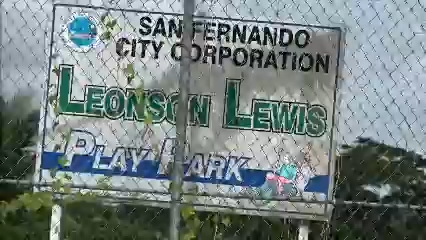 SAN FERNANDO
CITY CORPORATION
LEONSON LEWIS
PLAY PARK